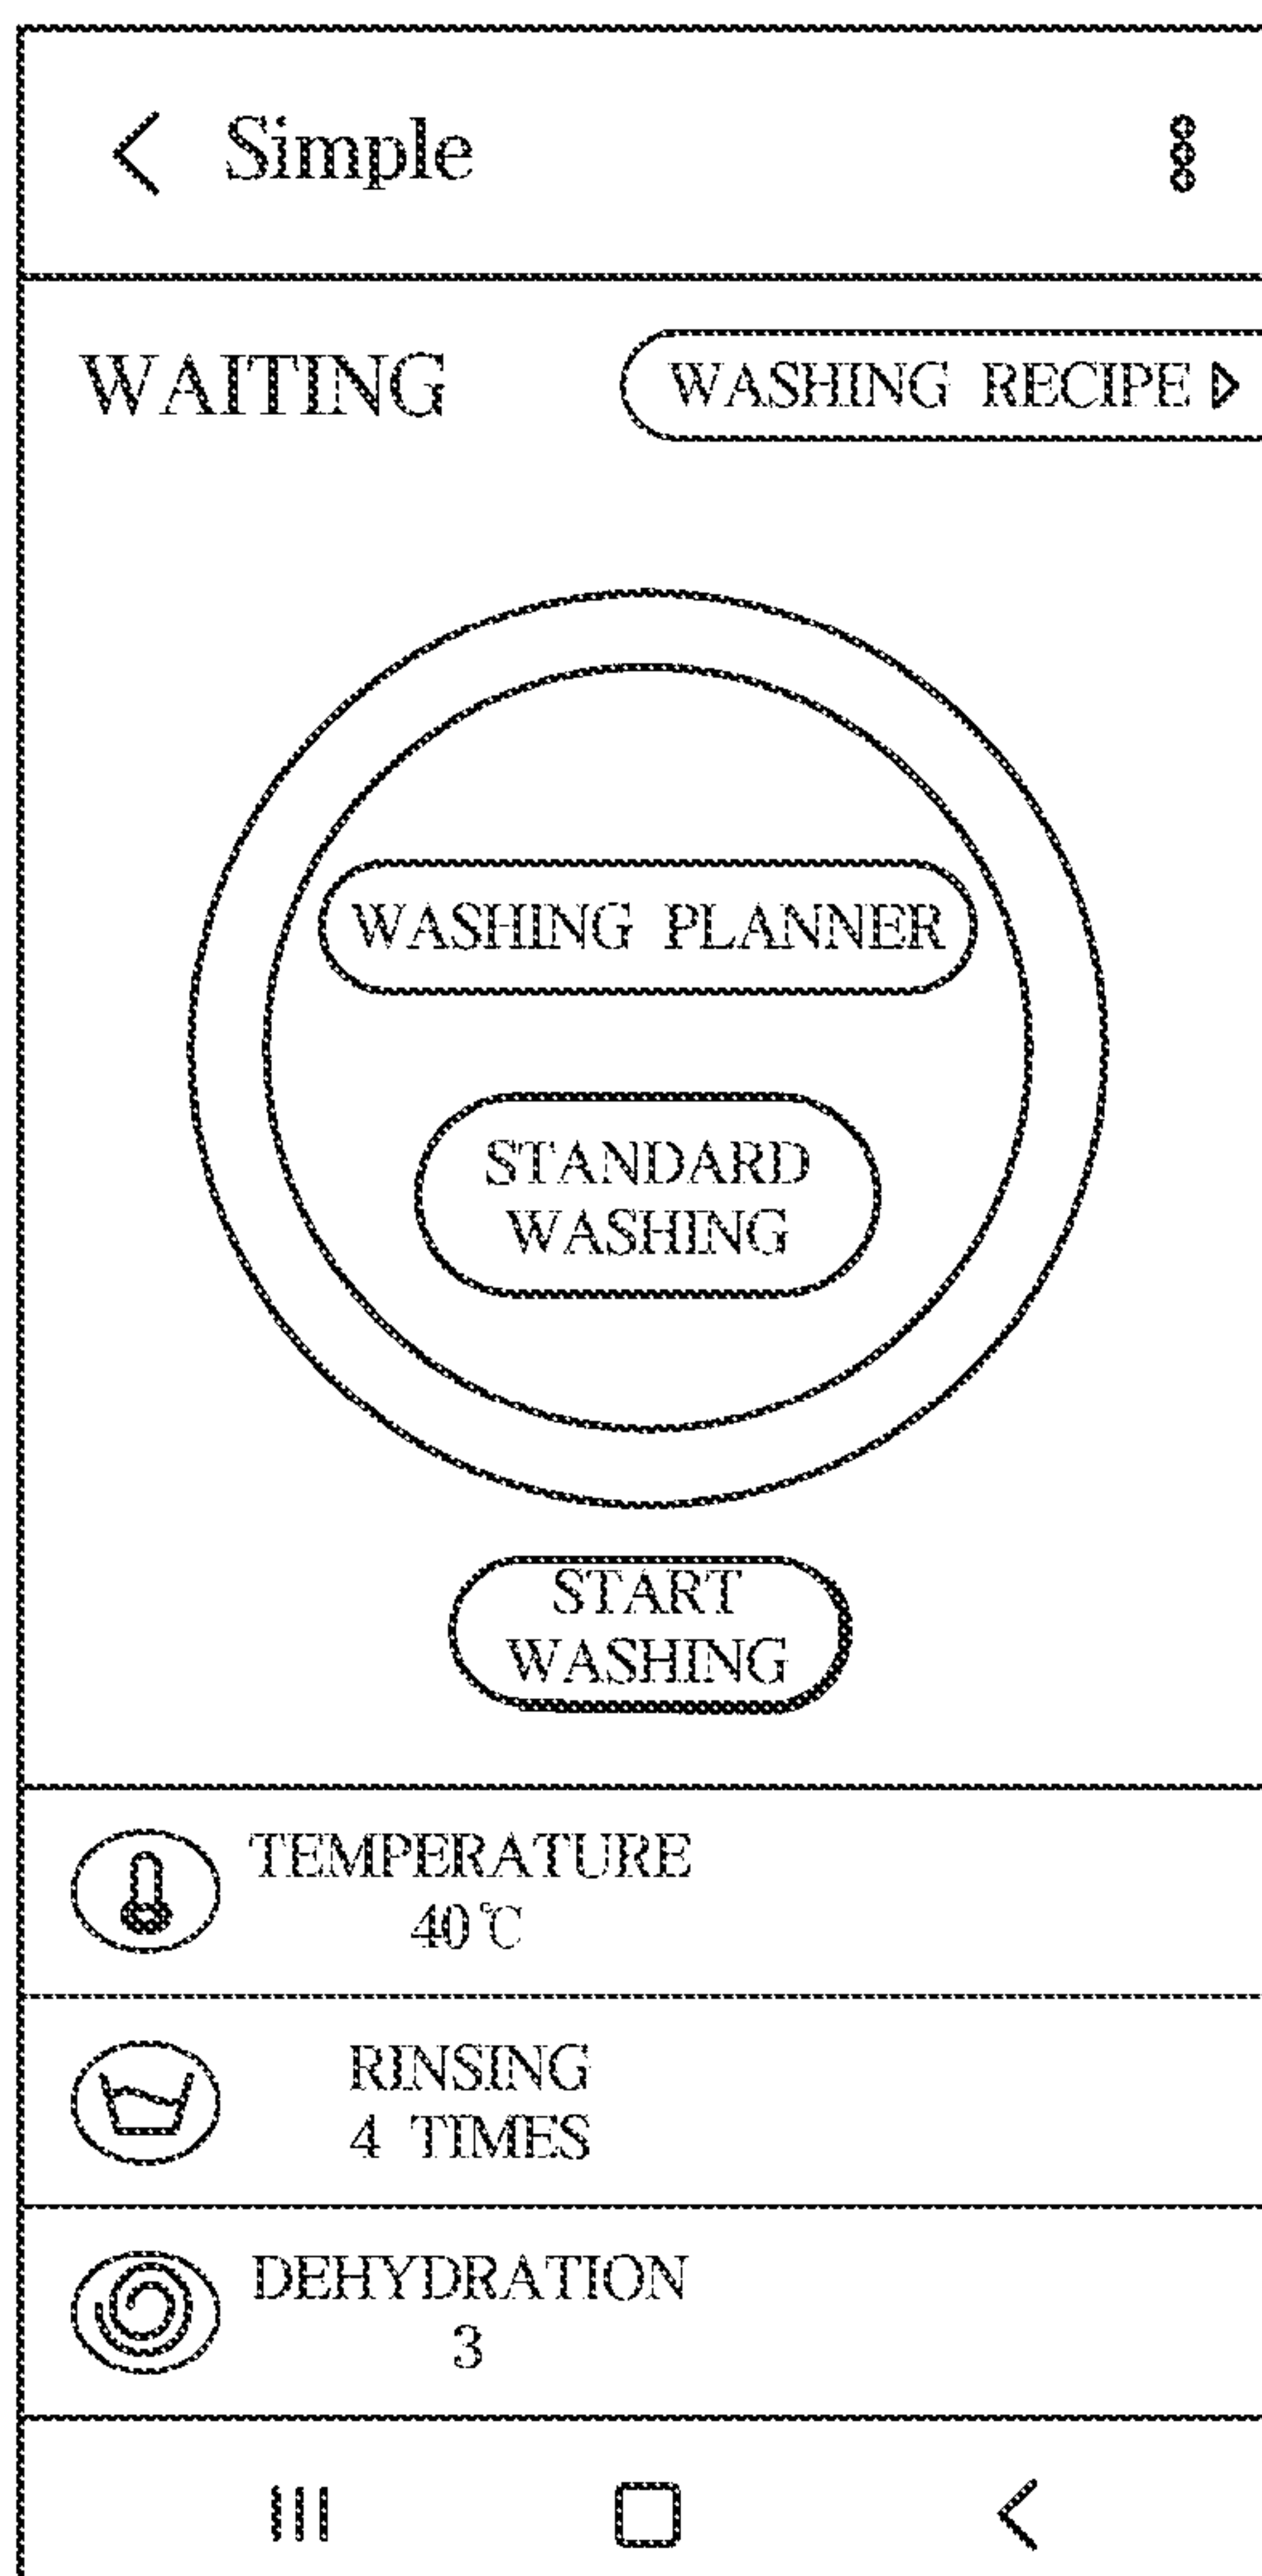 Simple
WAITING
WASHING RECIPE
WASHING PLANNER
STANDARD
WASHING
START
WASHING
TEMPERATURE
40℃
RINSING
4 TIMES
DEHYDRATION
3